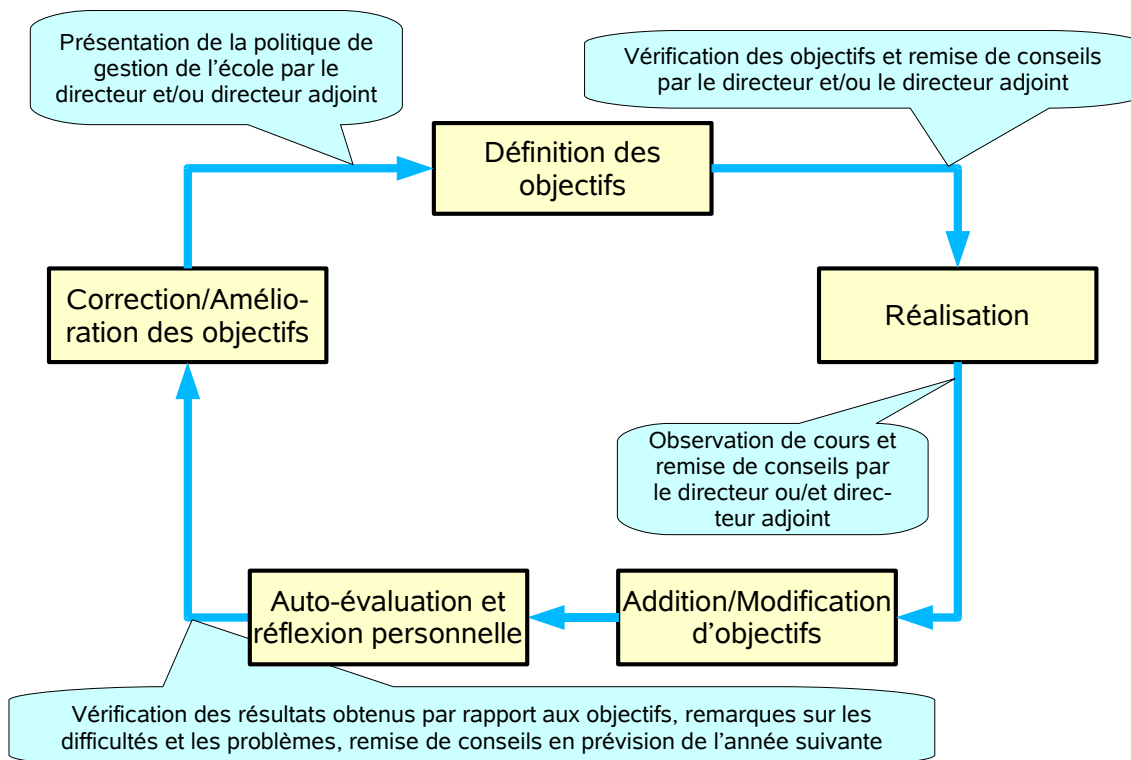 Présentation de la politique de
gestion de l'école par le
directeur et/ou directeur adjoint
Vérification des objectifs et remise de conseils
par le directeur et/ou le directeur adjoint
Définition des
objectifs
Correction/Amélio-
ration des objectifs
Réalisation
Observation de cours et
remise de conseils par
le directeur ou/et direc-
teur adjoint
Auto-évaluation et
réflexion personnelle
Addition/Modification
d'objectifs
Vérification des résultats obtenus par rapport aux objectifs, remarques sur les
difficultés et les problèmes, remise de conseils en prévision de l'année suivante